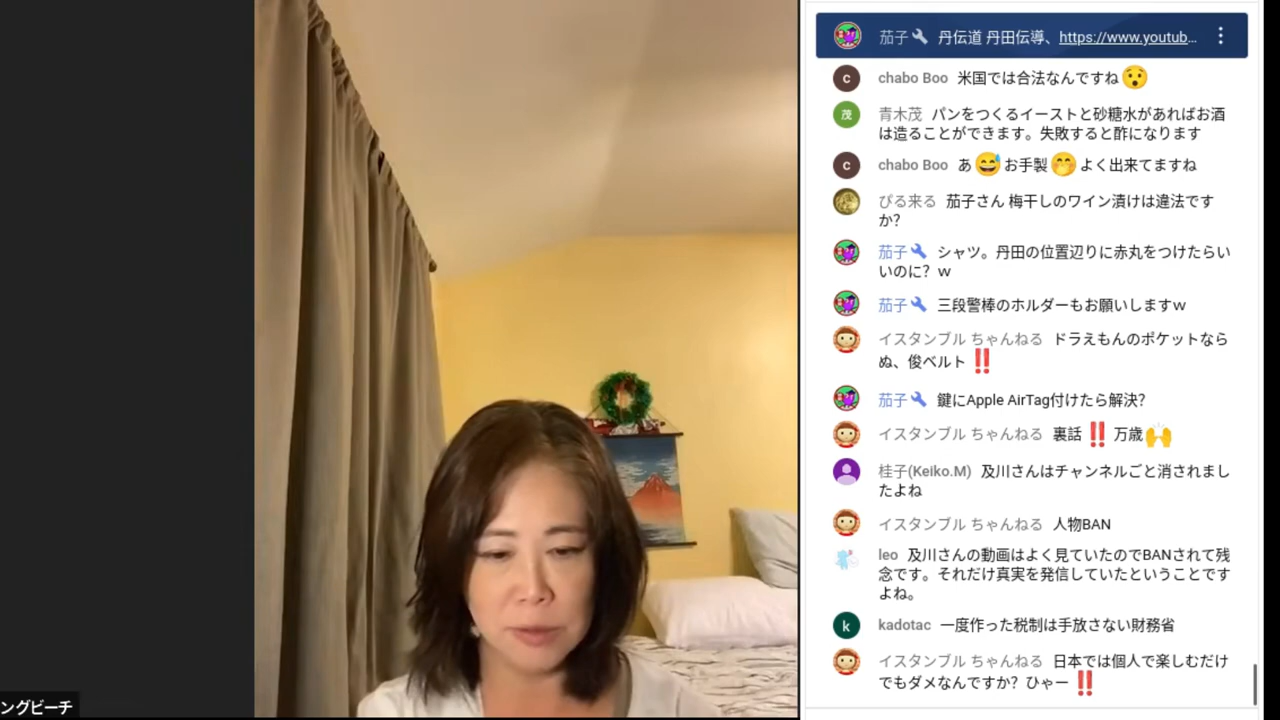 茄子 丹伝道 丹田伝導、https://www.youtub...
chabo Boo 米国では合法なんですね😯
青木茂 パンをつくるイーストと砂糖水があればお酒
は造ることができます。失敗すると酢になります
chabo Boo あ😅お手製🤭よく出来てますね
ぴる来る 茄子さん 梅干しのワイン漬けは違法です
か?
茄子 シャツ。丹田の位置辺りに赤丸をつけたらい
いのに? w
茄子 三段警棒のホルダーもお願いしますw
イスタンブル ちゃんねる ドラえもんのポケットなら
ぬ、俊ベルト‼️
茄子 鍵にApple AirTag付けたら解決?
イスタンブル ちゃんねる 裏話‼️万歳🙌
桂子(Keiko.M) 及川さんはチャンネルごと消されまし
たよね
イスタンブル ちゃんねる 人物BAN
leo 及川さんの動画はよく見ていたのでBANされて残
念です。それだけ真実を発信していたということです
よね。
kadotac 一度作った税制は手放さない財務省
イスタンブル ちゃんねる 日本では個人で楽しむだけ
でもダメなんですか? ひゃー‼️
ングビーチ